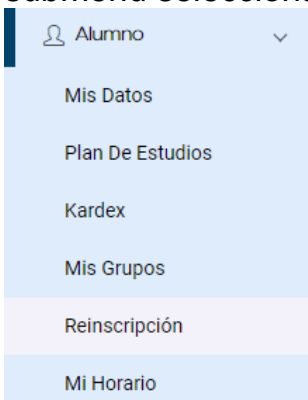 Alumno
Mis Datos
Plan De Estudios
Kardex
Mis Grupos
Reinscripción
Mi Horario